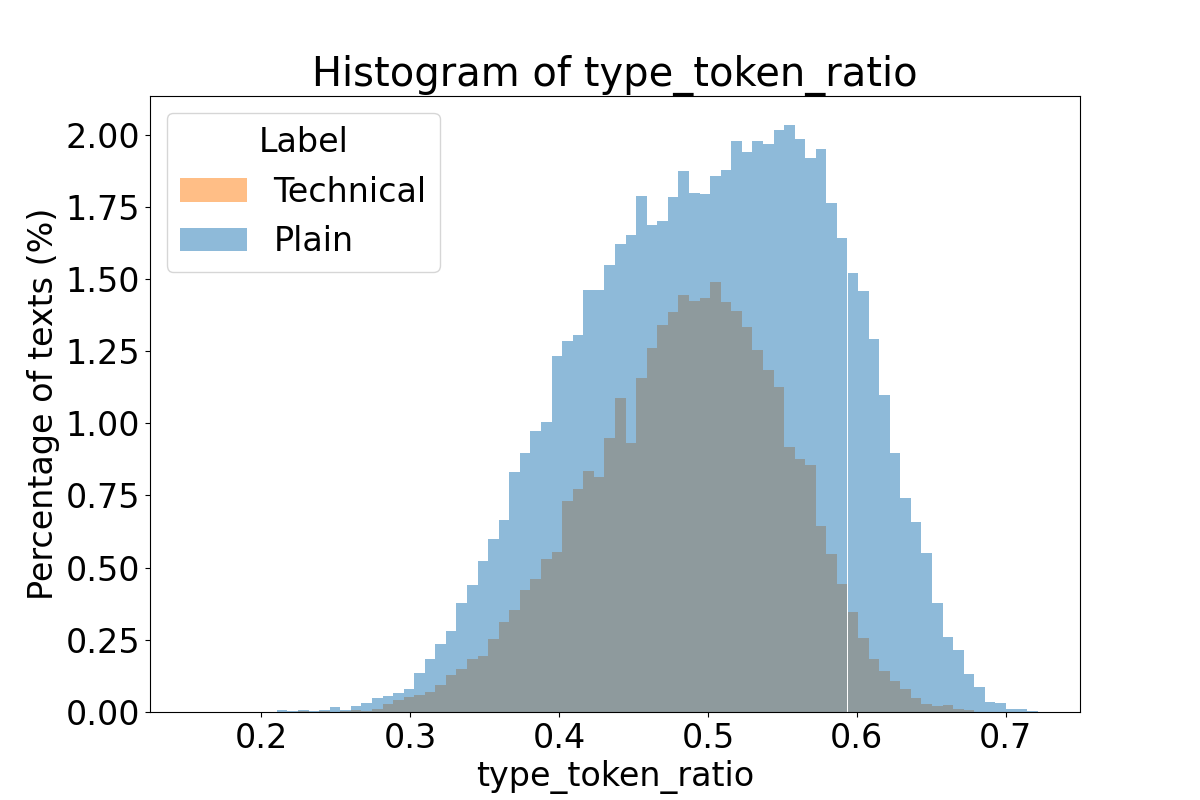 Histogram of type_token_ratio
Label
Technical
Plain
Percentage of texts (%)
2.00
1.75
1.50
1.25
1.00
0.75
0.50
0.25
0.00
0.2 0.3 0.4 0.5 0.6 0.7
type_token_ratio